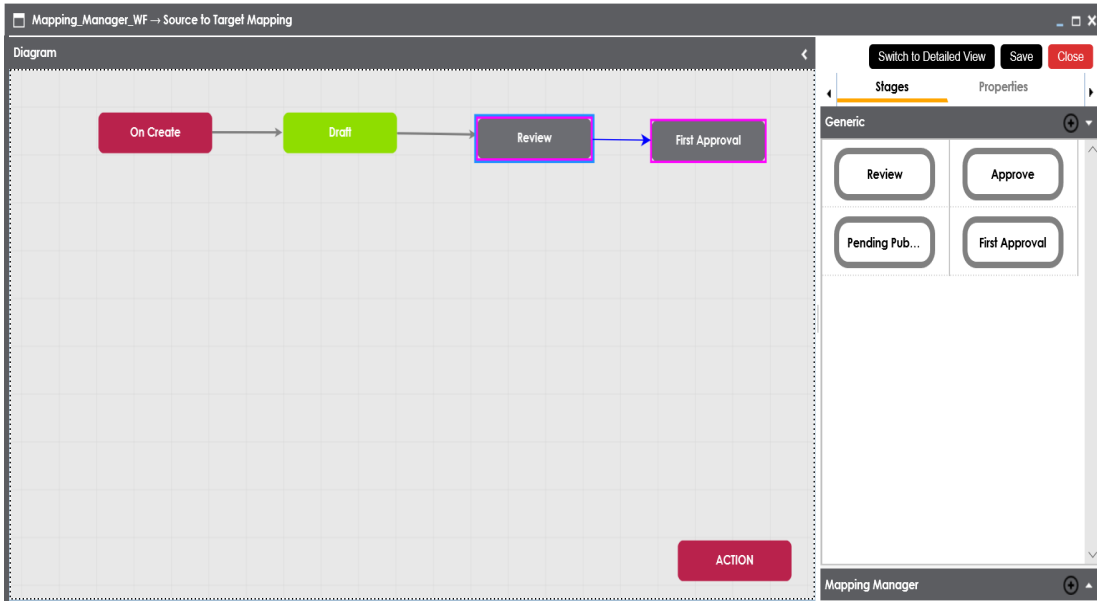 Mapping_Manager_WF → Source to Target Mapping
Diagram
Switch to Detailed View
Save
Close
Stages
Properties
Generic
On Create
Draft
Review
First Approval
Review
Approve
Pending Pub...
First Approval
ACTION
Mapping Manager